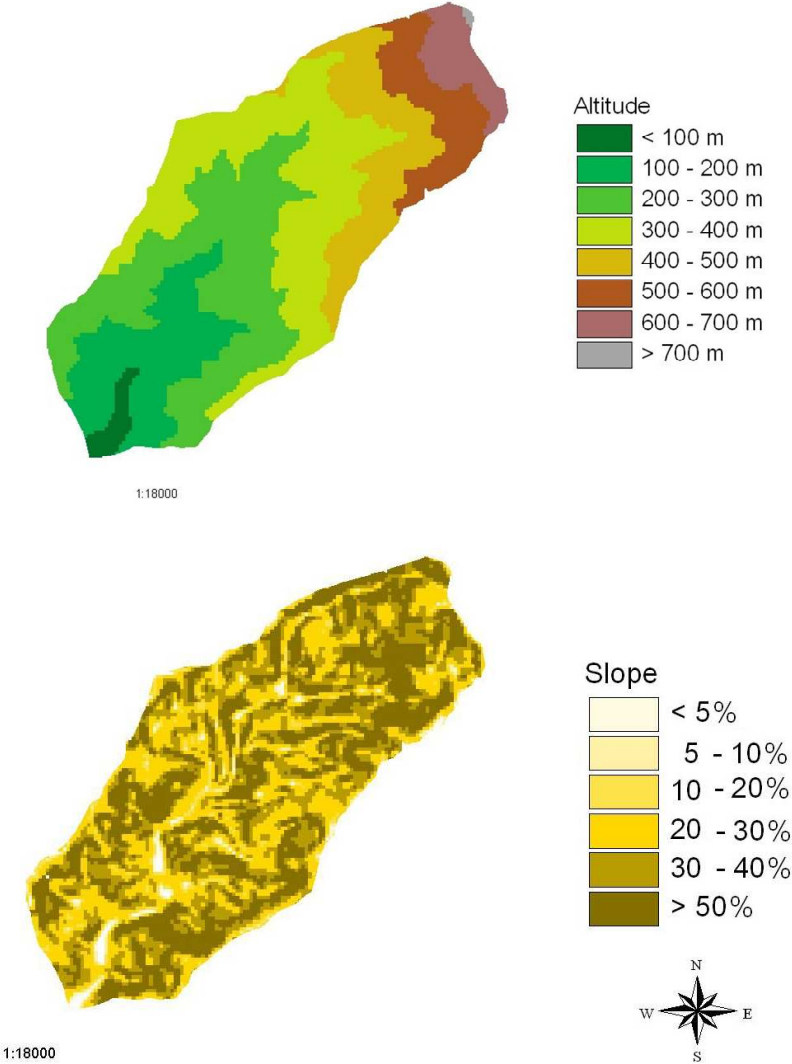 Altitude
< 100 m
100 - 200 m
200 - 300 m
300 - 400 m
400 - 500 m
500 - 600 m
600 - 700 m
> 700 m
1:18000
Slope
< 5%
5 - 10%
10 - 20%
20 - 30%
30 - 40%
> 50%
N
W E
S
1:18000